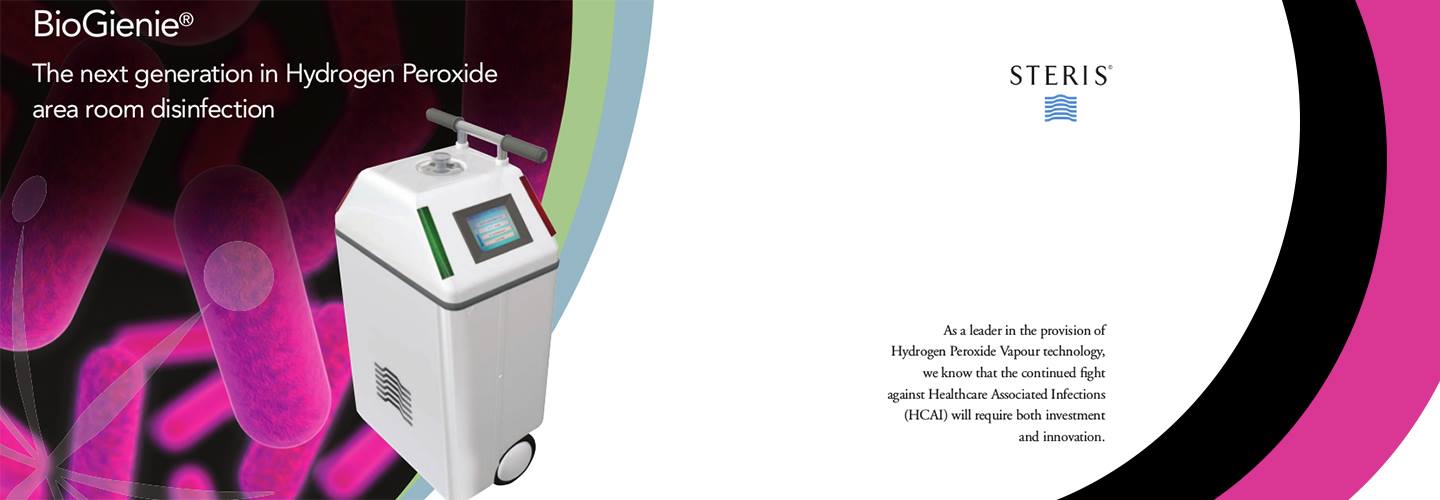 BioGienie®
The next generation in Hydrogen Peroxide
area room disinfection
STERIS®
As a leader in the provision of
Hydrogen Peroxide Vapour technology,
we know that the continued fight
against Healthcare Associated Infections
(HCAI) will require both investment
and innovation.